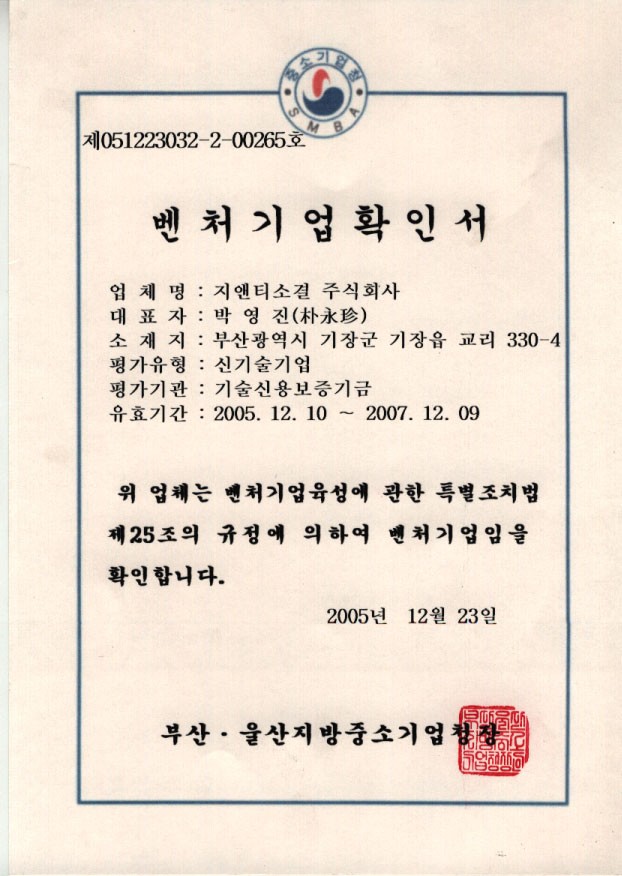 중소기업청
SMBA
제051223032-2-00265호
벤처기업확인서
업 체 명 : 지앤티소결 주식회사
대 표 자 : 박 영 진(朴永珍)
소 재 지 : 부산광역시 기장군 기장읍 교리 330-4
평가유형 : 신기술기업
평가기관 : 기술신용보증기금
유효기간 : 2005. 12. 10 ~ 2007. 12. 09
위 업체는 벤처기업육성에 관한 특별조치법
제25조의 규정에 의하여 벤처기업임을
확인합니다.
2005년 12월 23일
부산·울산지방중소기업청장